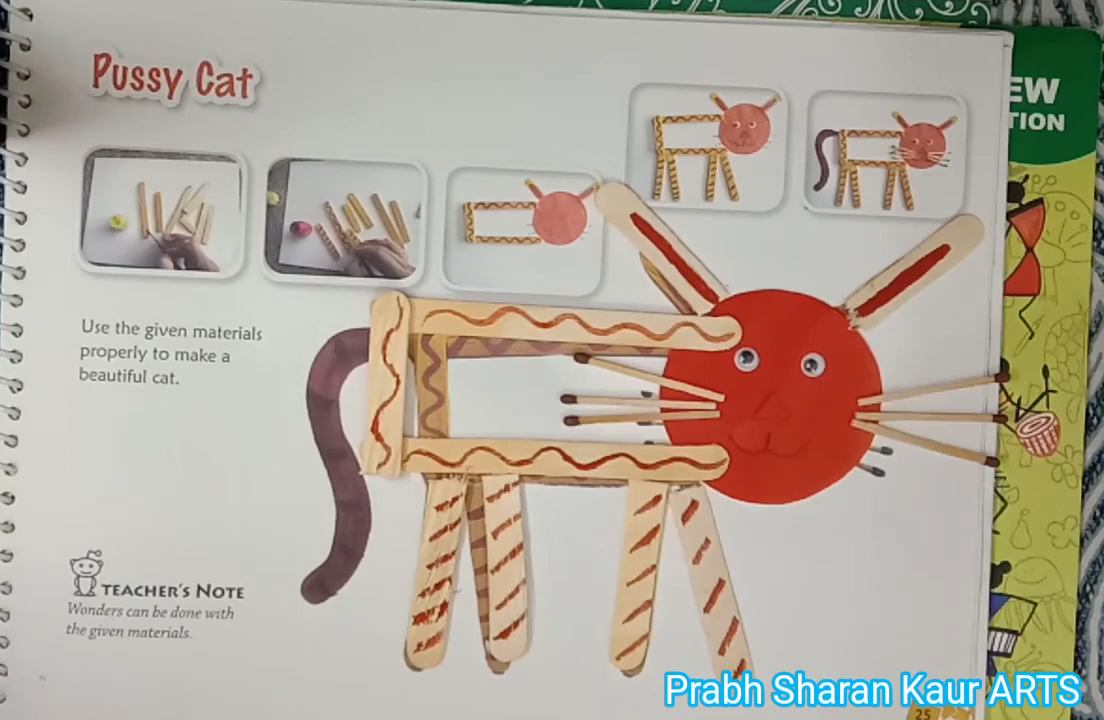 Pussy Cat
EW
TION
Use the given materials
properly to make a
beautiful cat.
TEACHER'S NOTE
Wonders can be done with
the given materials.
Prabh Sharan Kaur ARTS
25